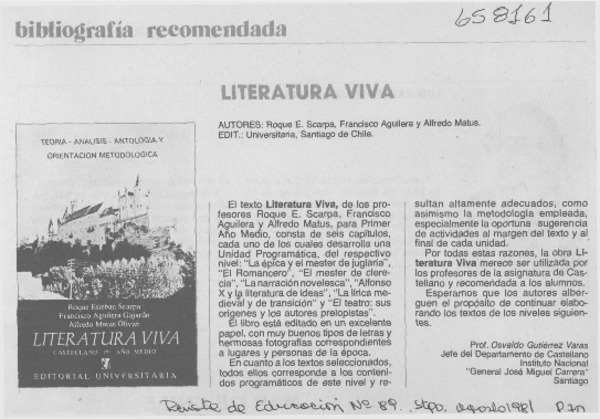 658161
bibliografía recomendada
LITERATURA VIVA
AUTORES: Roque E. Scarpa, Francisco Aguilera y Alfredo Matus.
EDIT.: Universitaria, Santiago de Chile.
TEORIA - ANALISIS - ANTOLOGIA Y
ORIENTACION METODOLOGICA
Roque Esteban Scarpa
Francisco Aguilera Gajardo
Alfredo Matus Olivier
LITERATURA VIVA
CASTELLANO 1er AÑO MEDIO
EDITORIAL UNIVERSITARIA
El texto Literatura Viva, de los pro-
fesores Roque E. Scarpa, Francisco
Aguilera y Alfredo Matus, para Primer
Año Medio, consta de seis capítulos,
cada uno de los cuales desarrolla una
Unidad Programática, del respectivo
nivel: "La épica y el mester de juglaría",
"El Romancero", "El mester de clere-
cía", "La narración novelesca", "Alfonso
X y la literatura de ideas", "La lírica me-
dieval y de transición" y "El teatro: sus
orígenes y los autores prelopistas".
El libro está editado en un excelente
papel, con muy buenos tipos de letras y
hermosas fotografías correspondientes
a lugares y personas de la época.
En cuanto a los textos seleccionados,
todos ellos corresponde a los conteni-
dos programáticos de este nivel y re-
sultan altamente adecuados, como
asimismo la metodología empleada,
especialmente la oportuna sugerencia
de actividades al margen del texto y al
final de cada unidad.
Por todas estas razones, la obra Li-
teratura Viva merece ser utilizada por
los profesores de la asignatura de Cas-
tellano y recomendada a los alumnos.
Esperamos que los autores alber-
guen el propósito de continuar elabo-
rando los textos de los niveles siguien-
tes.
Prof. Osvaldo Gutiérrez Varas
Jefe del Departamento de Castellano
Instituto Nacional
"General José Miguel Carrera"
Santiago
Revista de Educación Nº 89. Stgo. agosto 1981